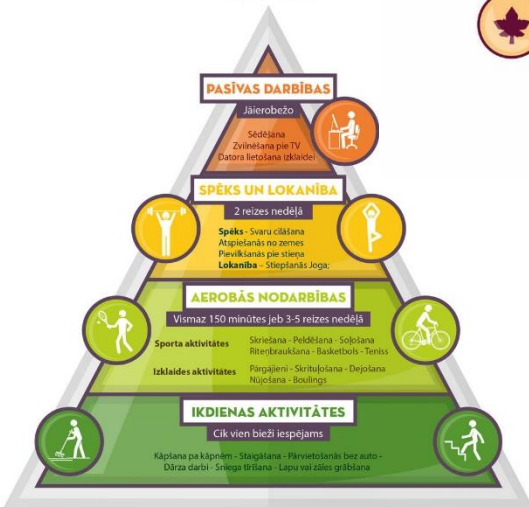 PASĪVAS DARBĪBAS
Jāierobežo
Sēdēšana
Zvilnēšana pie TV
Datora lietošana izklaidei
SPĒKS UN LOKANĪBA
2 reizes nedēļā
Spēks - Svaru cilāšana
Atspiešanās no zemes
Pievilkšanās pie stieņa
Lokanība – Stiepšanās Joga;
AEROBĀS NODARBĪBAS
Vismaz 150 minūtes jeb 3-5 reizes nedēļā
Sporta aktivitātes Skriešana - Peldēšana - Soļošana
Riteņbraukšana - Basketbols - Teniss
Izklaides aktivitātes Pārgājieni - Skrituļošana - Dejošana
Nūjošana - Boulings
IKDIENAS AKTIVITĀTES
Cik vien bieži iespējams
Kāpšana pa kāpnēm - Staigāšana - Pārvietošanās bez auto -
Dārza darbi - Sniega tīrīšana - Lapu vai zāles grābšana